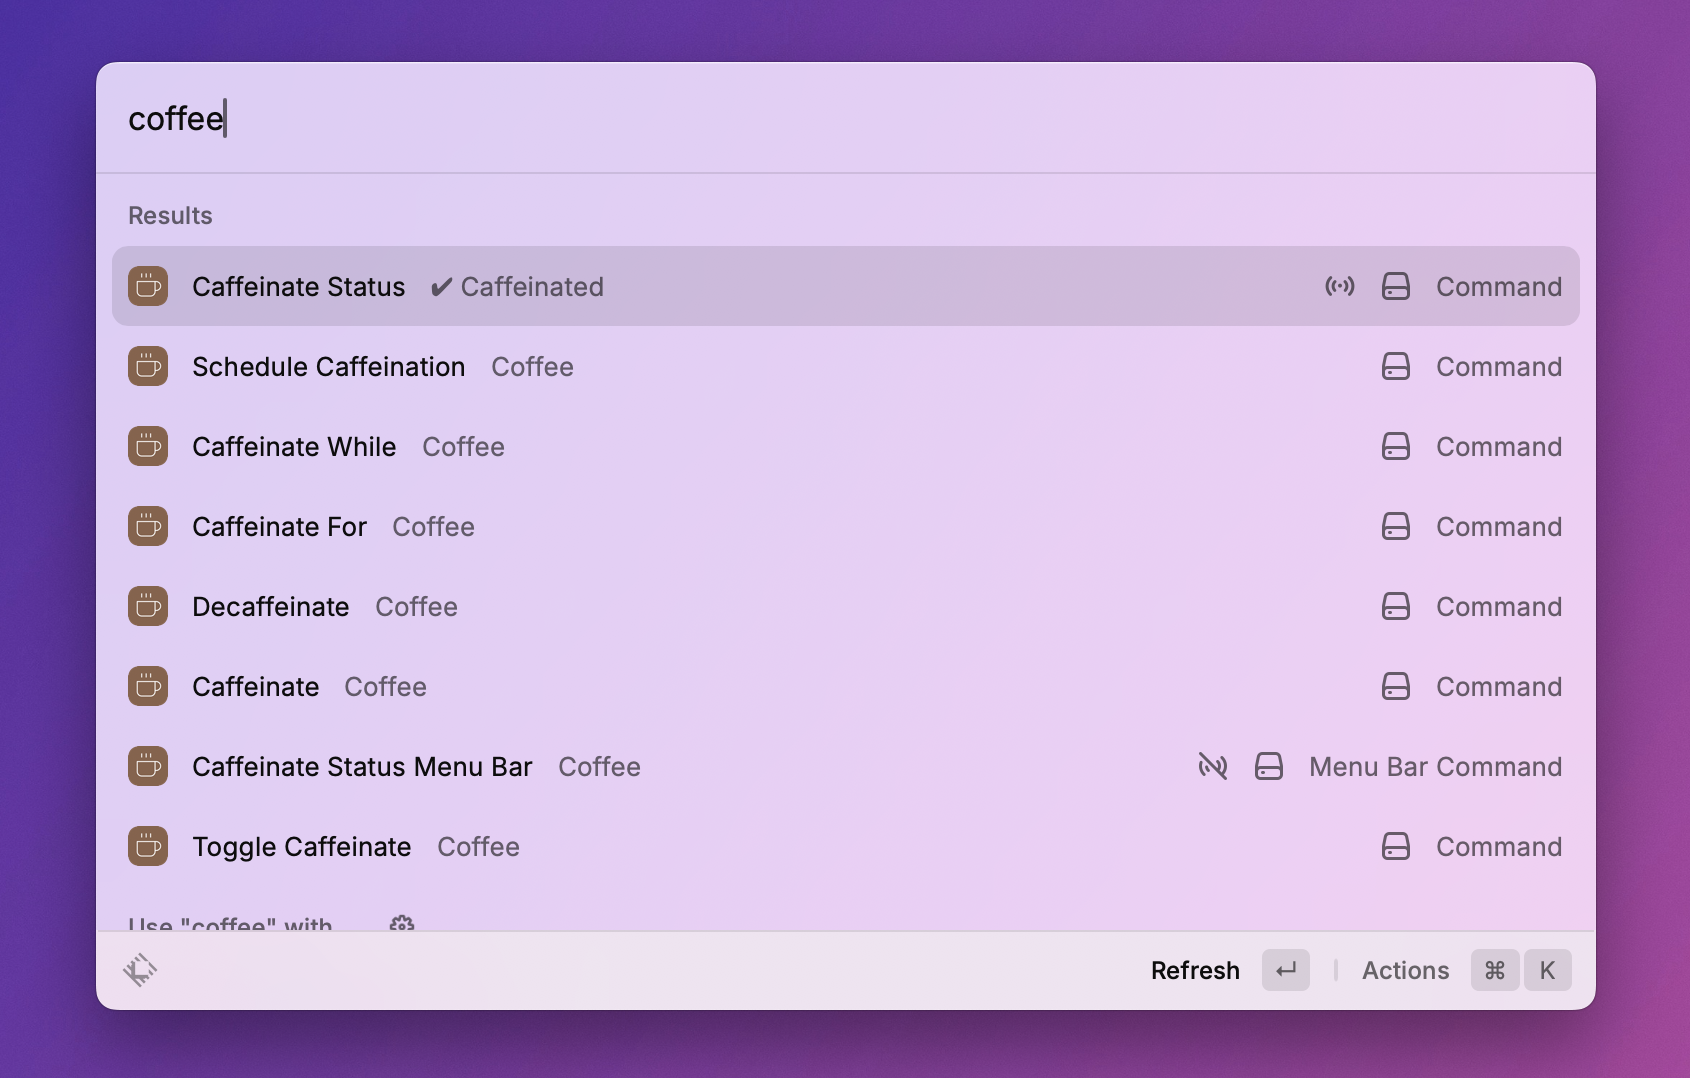 coffee
Results
Caffeinate Status ✔ Caffeinated Command
Schedule Caffeination Coffee Command
Caffeinate While Coffee Command
Caffeinate For Coffee Command
Decaffeinate Coffee Command
Caffeinate Coffee Command
Caffeinate Status Menu Bar Coffee Menu Bar Command
Toggle Caffeinate Coffee Command
Use "coffee" with
Refresh ↵ Actions ⌘ K